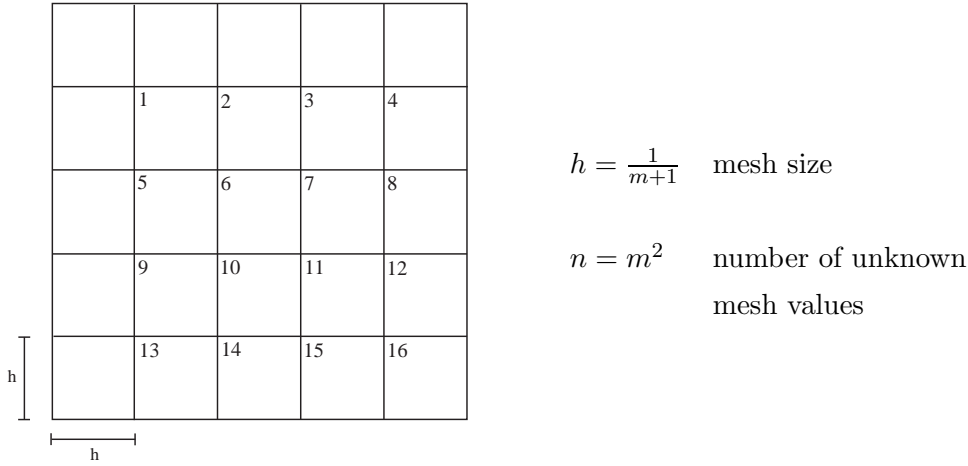 1 2 3 4
5 6 7 8
9 10 11 12
13 14 15 16
h
h
h = 1/(m+1) mesh size
n = m² number of unknown
mesh values